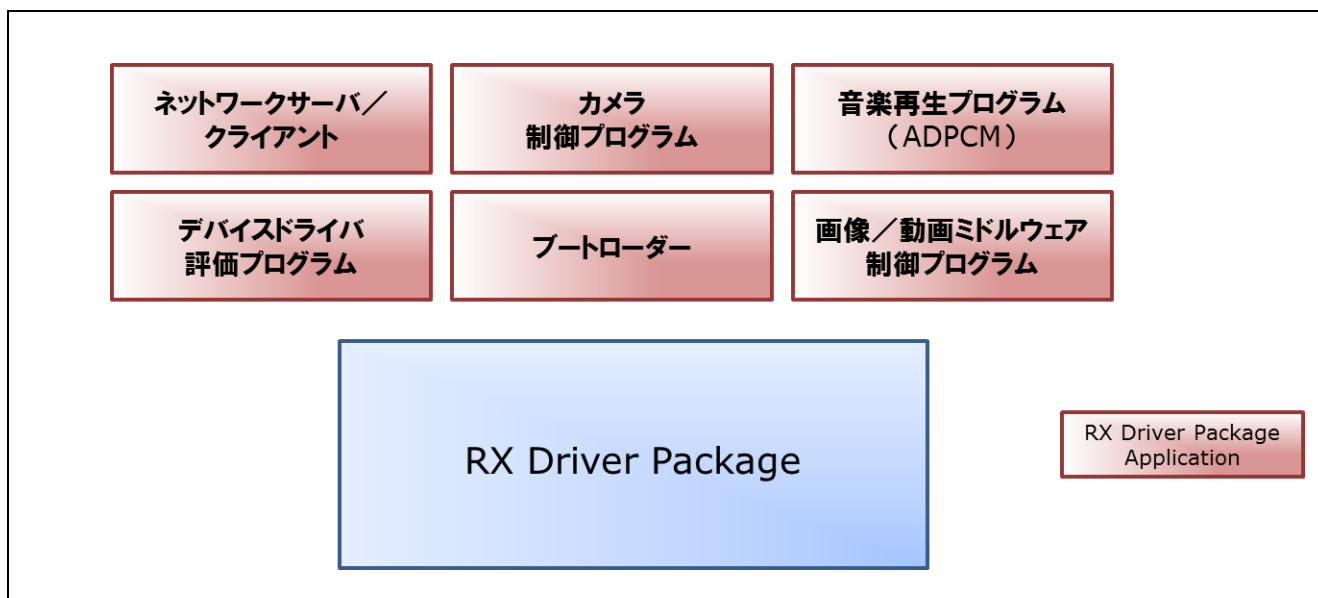 ネットワークサーバ／
クライアント
カメラ
制御プログラム
音楽再生プログラム
（ADPCM）
デバイスドライバ
評価プログラム
ブートローダー
画像／動画ミドルウェア
制御プログラム
RX Driver Package
RX Driver Package
Application